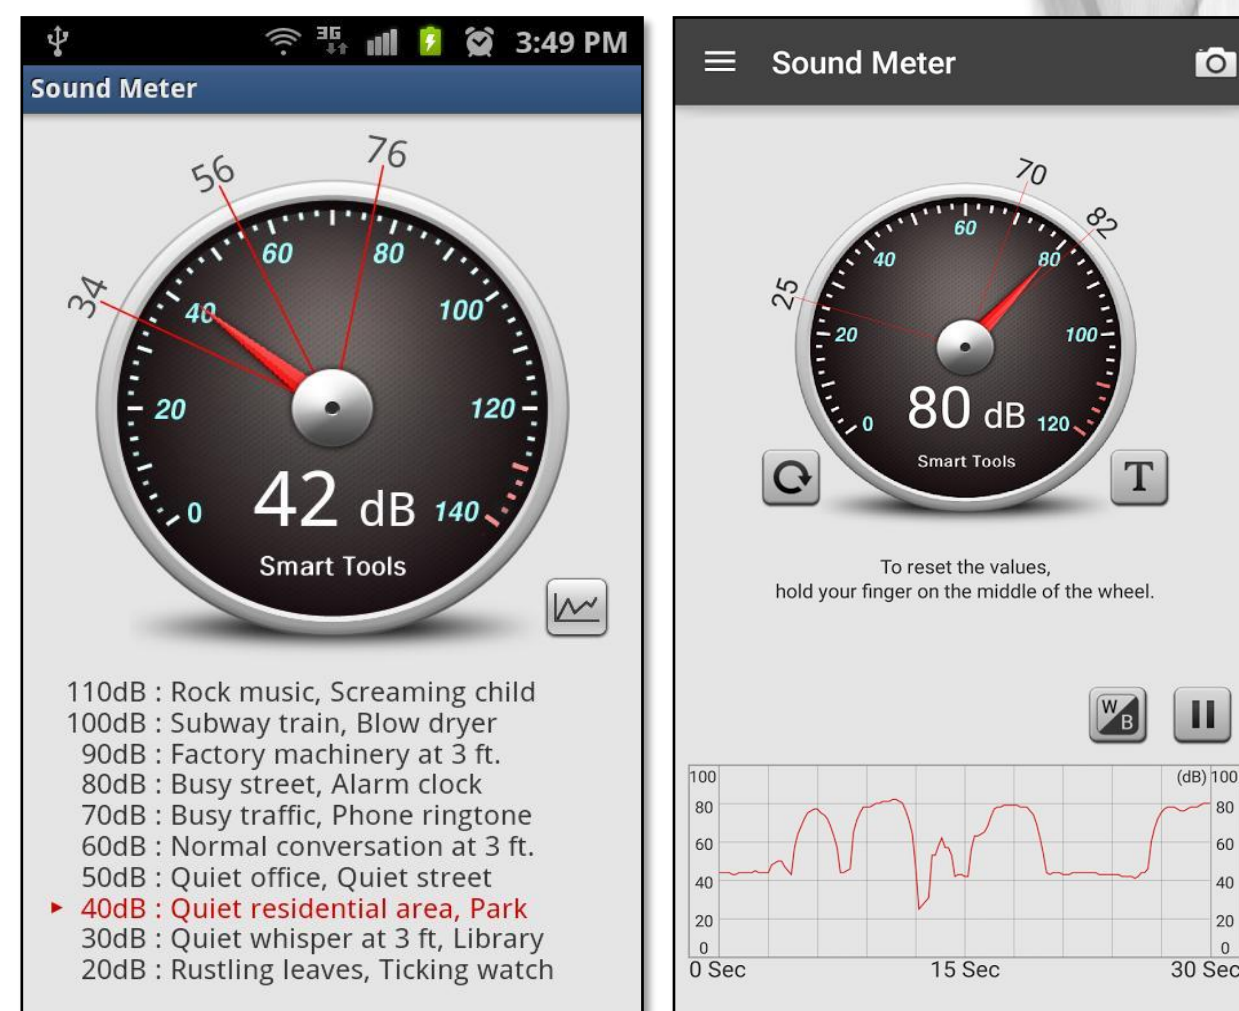 3G 3:49 PM
Sound Meter
34
56
76
0
20
40
60
80
100
120
140
42 dB
Smart Tools
110dB : Rock music, Screaming child
100dB : Subway train, Blow dryer
90dB : Factory machinery at 3 ft.
80dB : Busy street, Alarm clock
70dB : Busy traffic, Phone ringtone
60dB : Normal conversation at 3 ft.
50dB : Quiet office, Quiet street
40dB : Quiet residential area, Park
30dB : Quiet whisper at 3 ft, Library
20dB : Rustling leaves, Ticking watch
Sound Meter
25
70
82
0
20
40
60
80
100
120
80 dB
Smart Tools
T
To reset the values,
hold your finger on the middle of the wheel.
W
B
100 (dB) 100
80 80
60 60
40 40
20 20
0 0
0 Sec 15 Sec 30 Sec